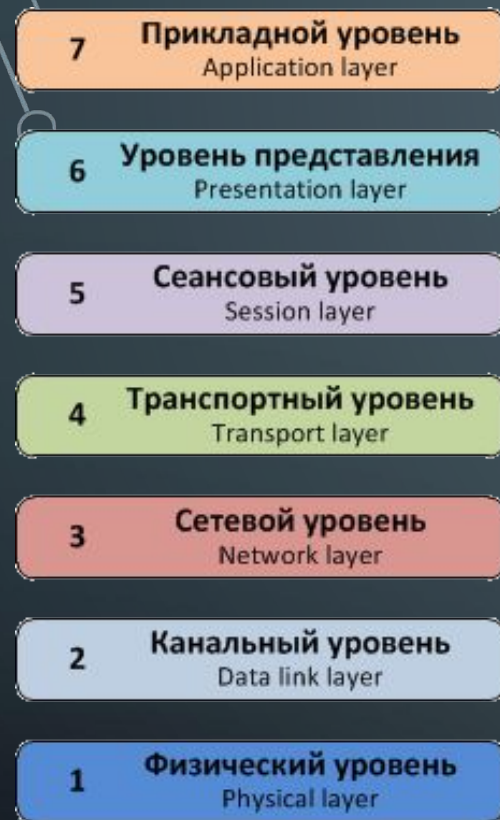 7
Прикладной уровень
Application layer
6
Уровень представления
Presentation layer
5
Сеансовый уровень
Session layer
4
Транспортный уровень
Transport layer
3
Сетевой уровень
Network layer
2
Канальный уровень
Data link layer
1
Физический уровень
Physical layer